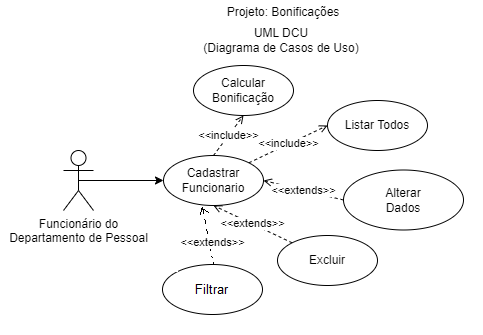 Projeto: Bonificações
UML DCU
(Diagrama de Casos de Uso)
Calcular
Bonificação
Listar Todos
<<include>>
<<include>>
Cadastrar
Funcionario
<<extends>>
Alterar
Dados
Funcionário do
Departamento de Pessoal
<<extends>>
<<extends>>
Excluir
Filtrar